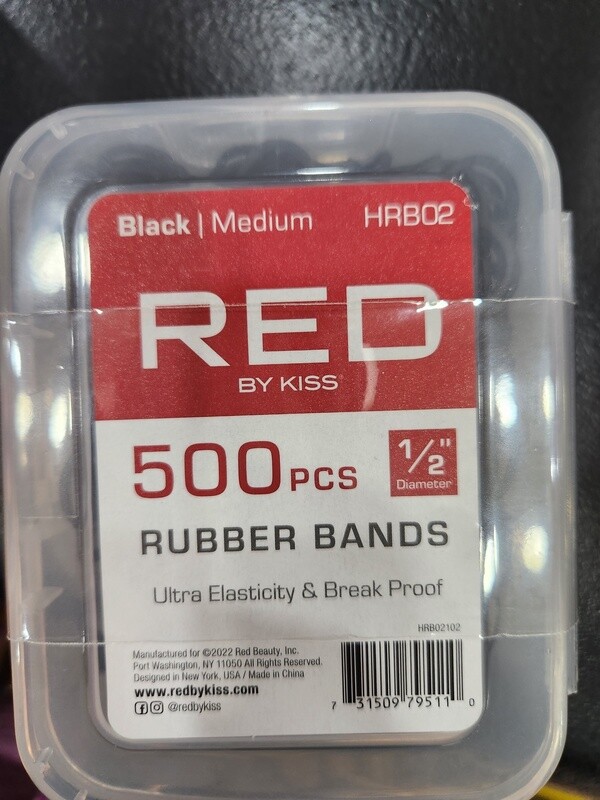 Black | Medium HRB02
RED
BY KISS
500 PCS
1/2"
Diameter
RUBBER BANDS
Ultra Elasticity & Break Proof
HRB02102
Manufactured for ©2022 Red Beauty, Inc.
Port Washington, NY 11050 All Rights Reserved.
Designed in New York, USA / Made in China
www.redbykiss.com
@redbykiss
7 31509 79511 0